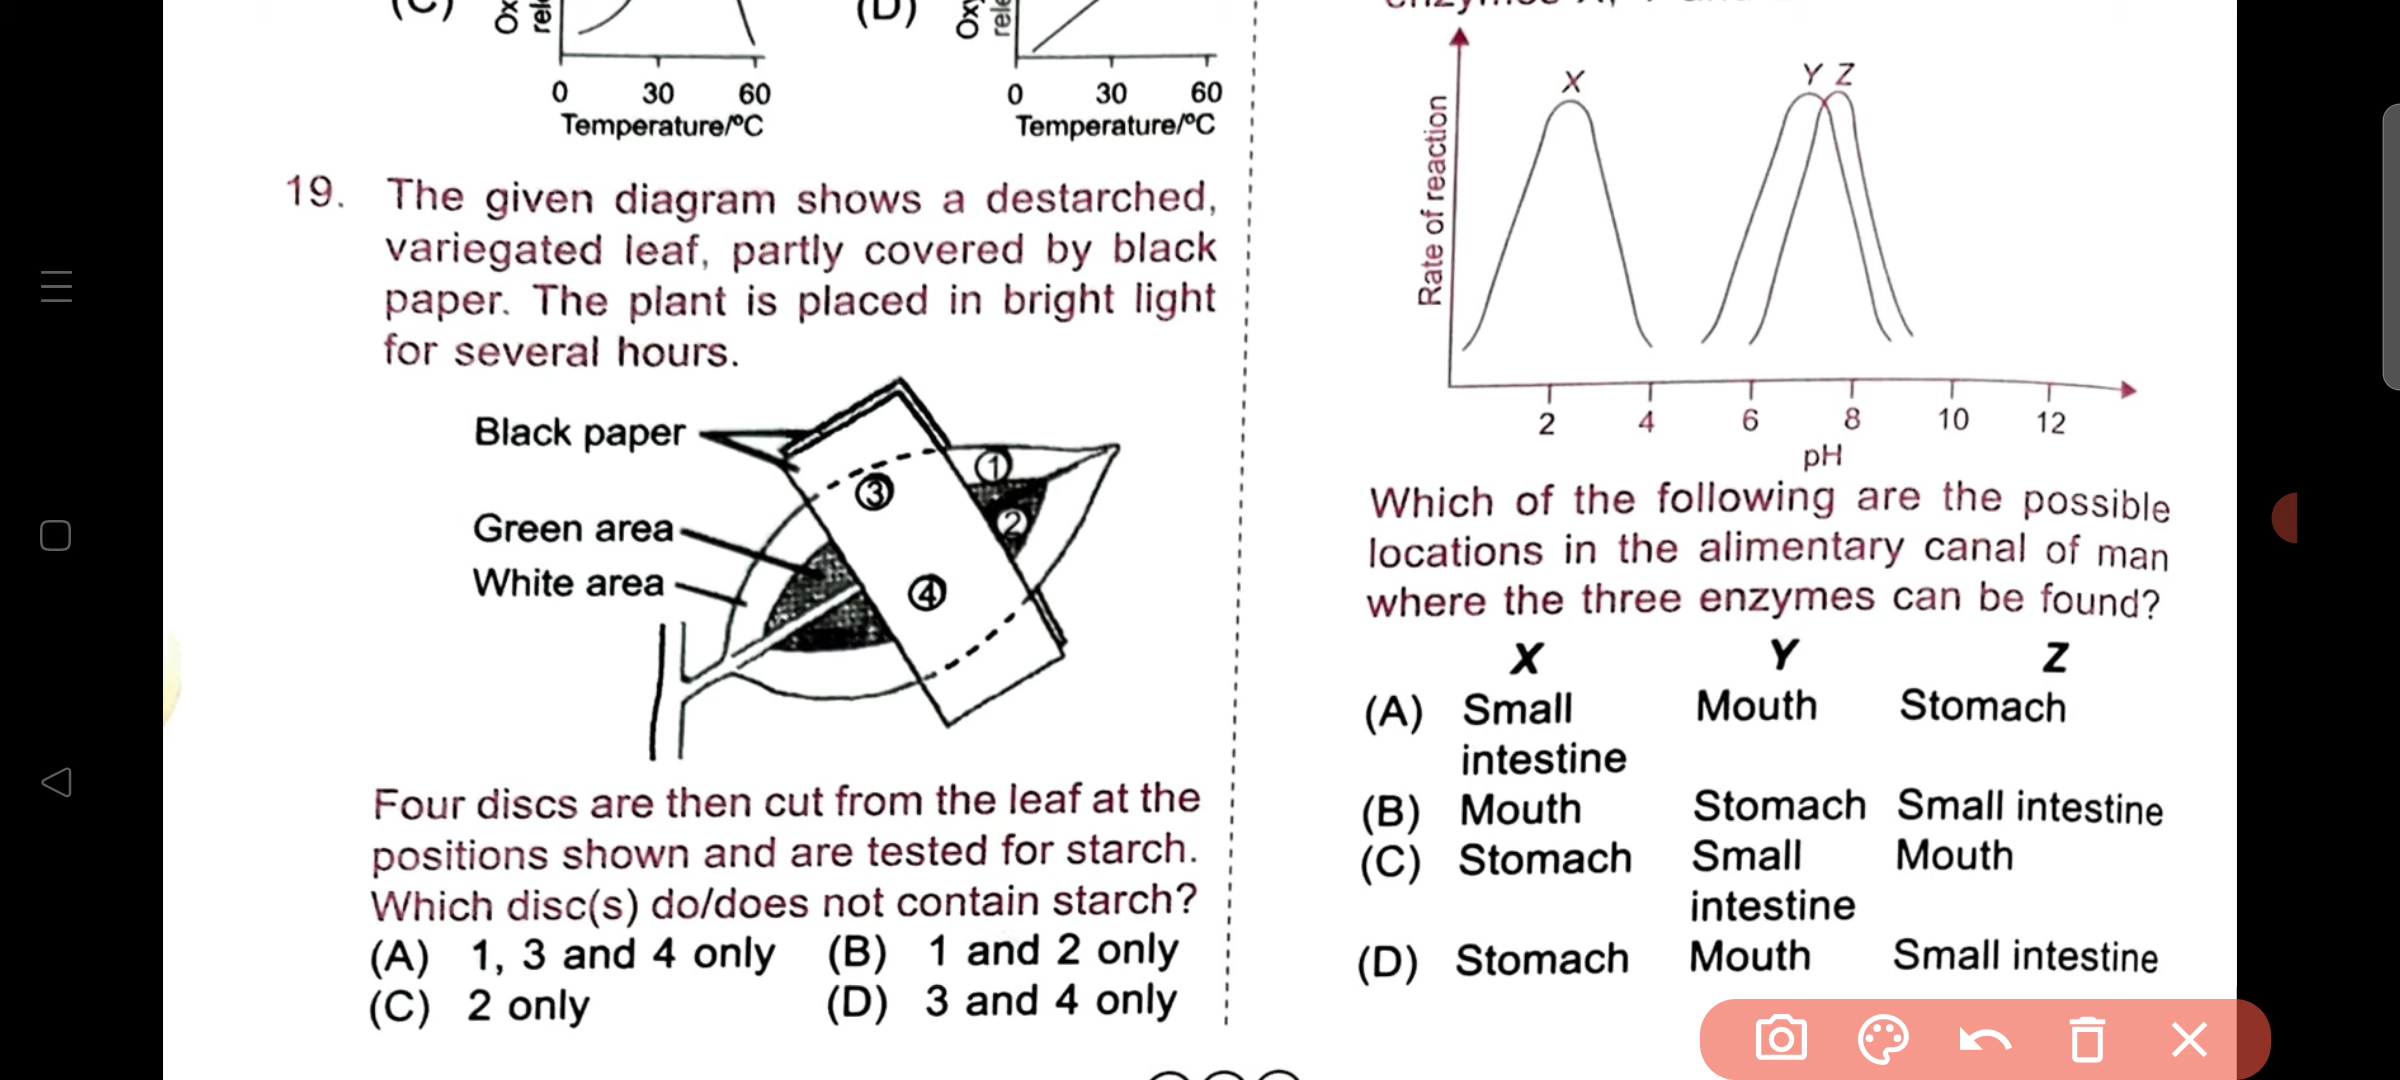 0 30 60
Temperature/ºC
(D)
0 30 60
Temperature/ºC
19. The given diagram shows a destarched,
variegated leaf, partly covered by black
paper. The plant is placed in bright light
for several hours.
Black paper
Green area
White area
1
2
3
4
Four discs are then cut from the leaf at the
positions shown and are tested for starch.
Which disc(s) do/does not contain starch?
(A) 1, 3 and 4 only (B) 1 and 2 only
(C) 2 only (D) 3 and 4 only
X
Y Z
Rate of reaction
2 4 6 8 10 12
pH
Which of the following are the possible
locations in the alimentary canal of man
where the three enzymes can be found?
X Y Z
(A) Small Mouth Stomach
intestine
(B) Mouth Stomach Small intestine
(C) Stomach Small Mouth
intestine
(D) Stomach Mouth Small intestine